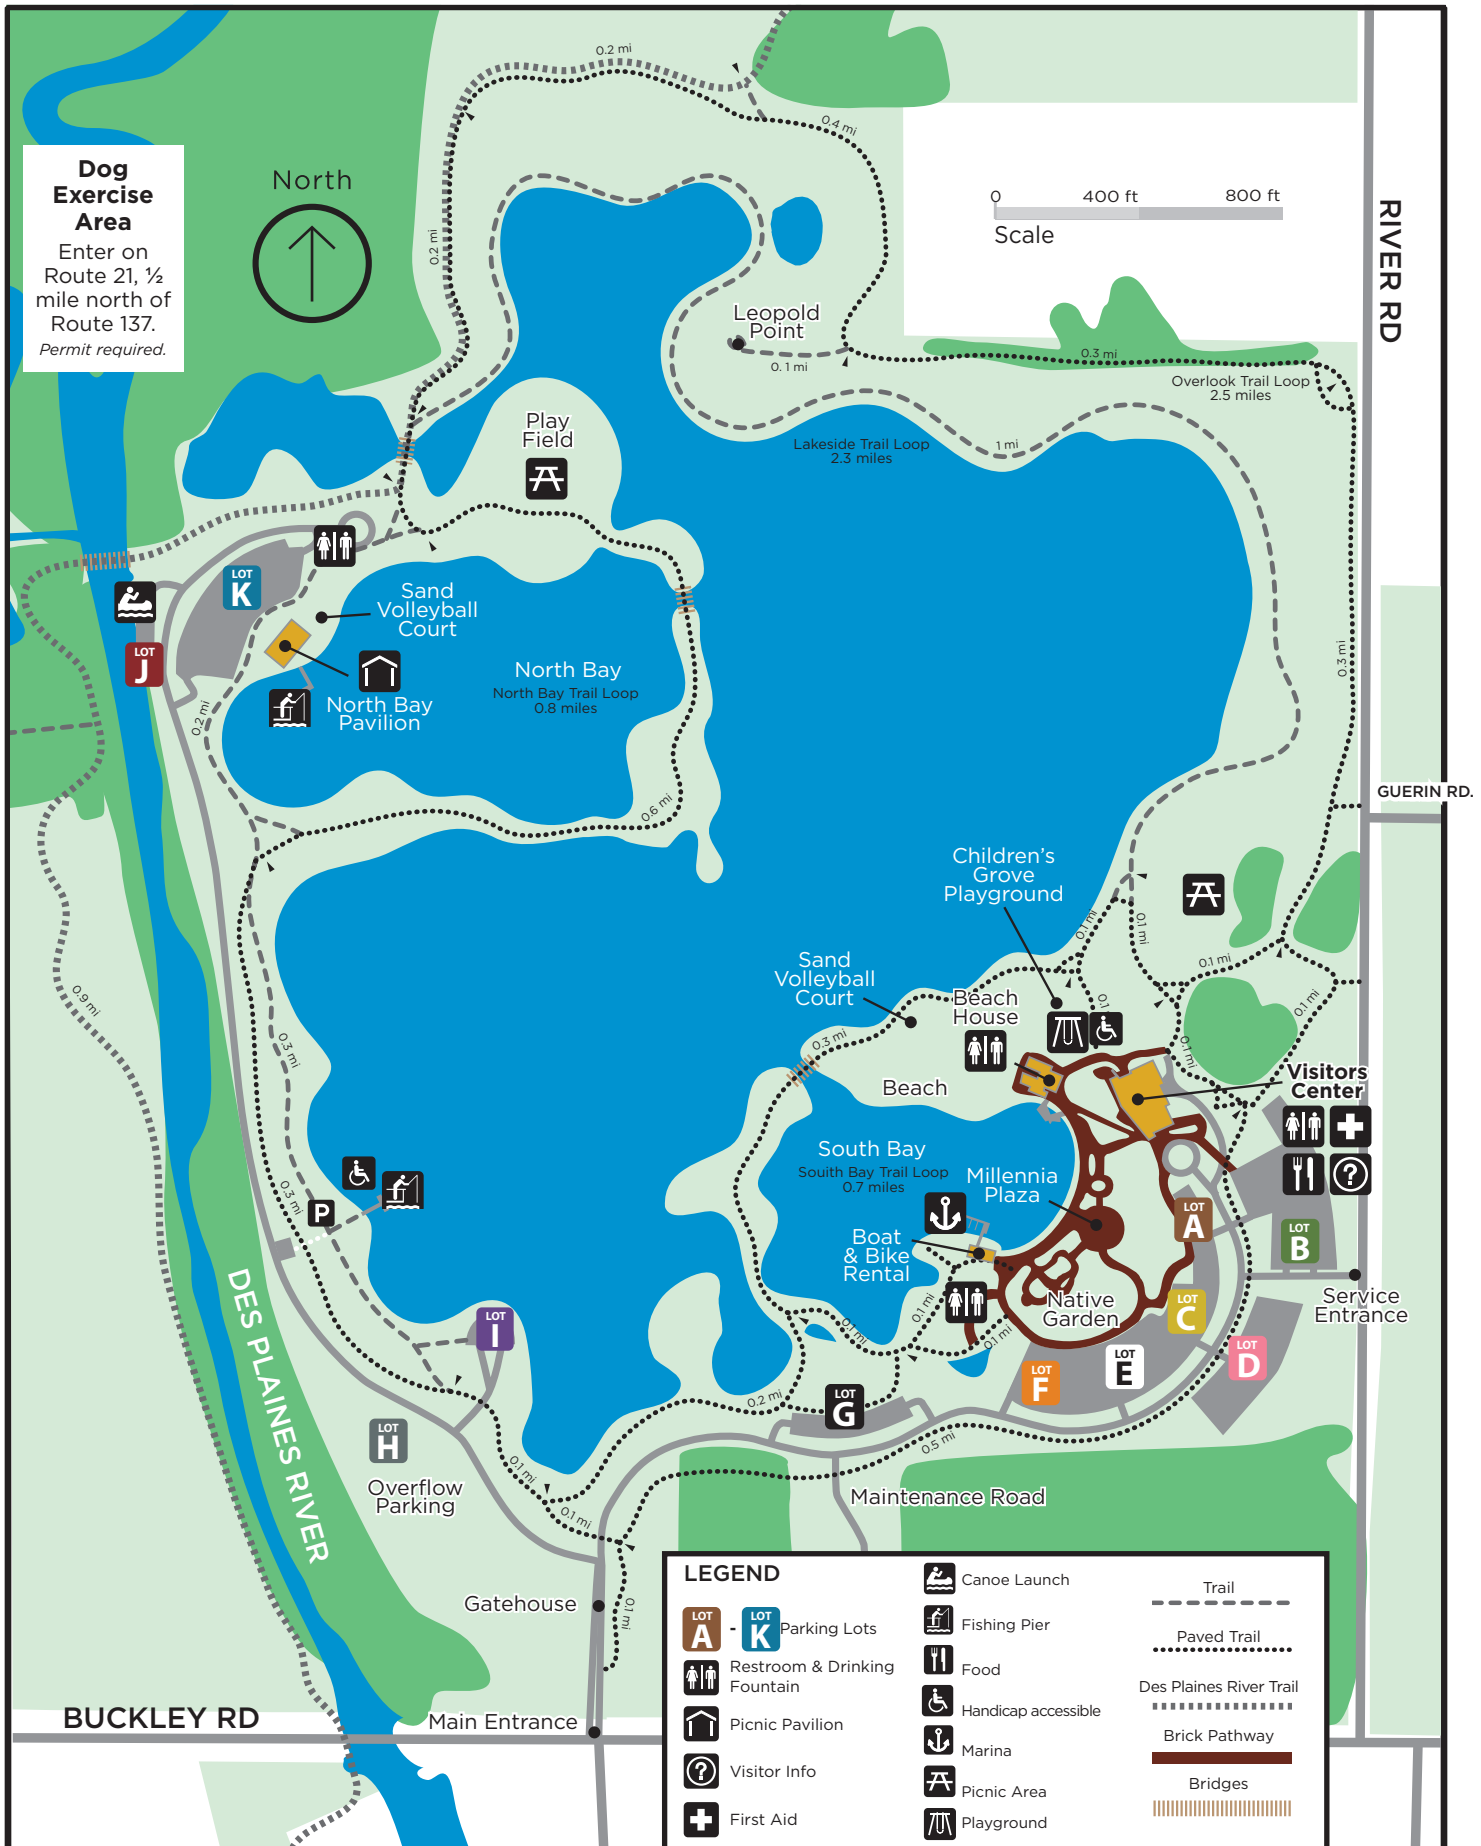 0.2 mi
0.4 mi
Dog
Exercise
Area
Enter on
Route 21, ½
mile north of
Route 137.
Permit required.
North
0
400 ft
800 ft
Scale
RIVER RD
0.2 mi
Leopold
Point
0.1 mi
0.3 mi
Overlook Trail Loop
2.5 miles
Play
Field
Lakeside Trail Loop
2.3 miles
1 mi
LOT
K
Sand
Volleyball
Court
LOT
J
North Bay
North Bay Trail Loop
0.8 miles
North Bay
Pavilion
0.2 mi
0.3 mi
GUERIN RD.
0.6 mi
Children's
Grove
Playground
0.1 mi
0.1 mi
0.1 mi
Sand
Volleyball
Court
Beach
House
0.1
0.1 mi
0.9 mi
0.3 mi
0.3 mi
0.1 mi
Beach
Visitors
Center
South Bay
South Bay Trail Loop
0.7 miles
Millennia
Plaza
0.3 mi
P
LOT
A
LOT
B
Boat
& Bike
Rental
Service
Entrance
Native
Garden
LOT
C
0.1 mi
0.1 mi
0.1 mi
LOT
I
LOT
D
LOT
E
LOT
F
DES PLAINES RIVER
0.2 mi
LOT
G
LOT
H
0.5 mi
Overflow
Parking
0.1 mi
0.1 mi
Maintenance Road
Gatehouse
0.1 mi
BUCKLEY RD
Main Entrance
LEGEND
LOT
A
-
LOT
K
Parking Lots
Restroom & Drinking
Fountain
Picnic Pavilion
? Visitor Info
First Aid
Canoe Launch
Fishing Pier
Food
Handicap accessible
Marina
Picnic Area
Playground
Trail
Paved Trail
Des Plaines River Trail
Brick Pathway
Bridges